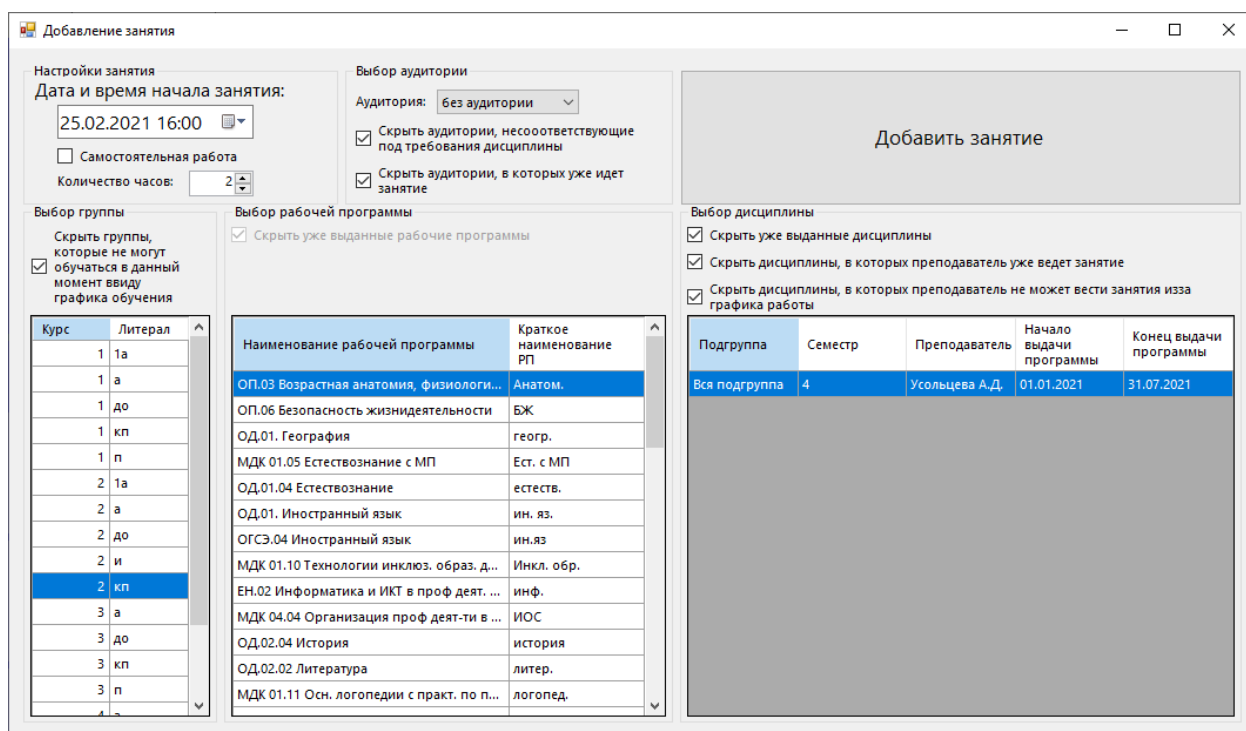 Добавление занятия
Настройки занятия
Дата и время начала занятия:
25.02.2021 16:00
Самостоятельная работа
Количество часов: 2
Выбор аудитории
Аудитория: без аудитории
Скрыть аудитории, несооответствующие
под требования дисциплины
Скрыть аудитории, в которых уже идет
занятие
Добавить занятие
Выбор группы
Скрыть группы,
которые не могут
обучаться в данный
момент ввиду
графика обучения
Курс Литерал
1 1а
1 а
1 до
1 кп
1 п
2 1а
2 а
2 до
2 и
2 кп
3 а
3 до
3 кп
3 п
Выбор рабочей программы
Скрыть уже выданные рабочие программы
Наименование рабочей программы
Краткое
наименование
РП
ОП.03 Возрастная анатомия, физиологи... Анатом.
ОП.06 Безопасность жизнидеятельности БЖ
ОД.01. География геогр.
МДК 01.05 Естествознание с МП Ест. с МП
ОД.01.04 Естествознание естеств.
ОД.01. Иностранный язык ин. яз.
ОГСЭ.04 Иностранный язык ин.яз
МДК 01.10 Технологии инклюз. образ. д... Инкл. обр.
ЕН.02 Информатика и ИКТ в проф деят. ... инф.
МДК 04.04 Организация проф деят-ти в ... ИОС
ОД.02.04 История история
ОД.02.02 Литература литер.
МДК 01.11 Осн. логопедии с практ. по п... логопед.
Выбор дисциплины
Скрыть уже выданные дисциплины
Скрыть дисциплины, в которых преподаватель уже ведет занятие
Скрыть дисциплины, в которых преподаватель не может вести занятия изза
графика работы
Подгруппа
Семестр
Преподаватель
Начало
выдачи
программы
Конец выдачи
программы
Вся подгруппа 4 Усольцева А.Д. 01.01.2021 31.07.2021